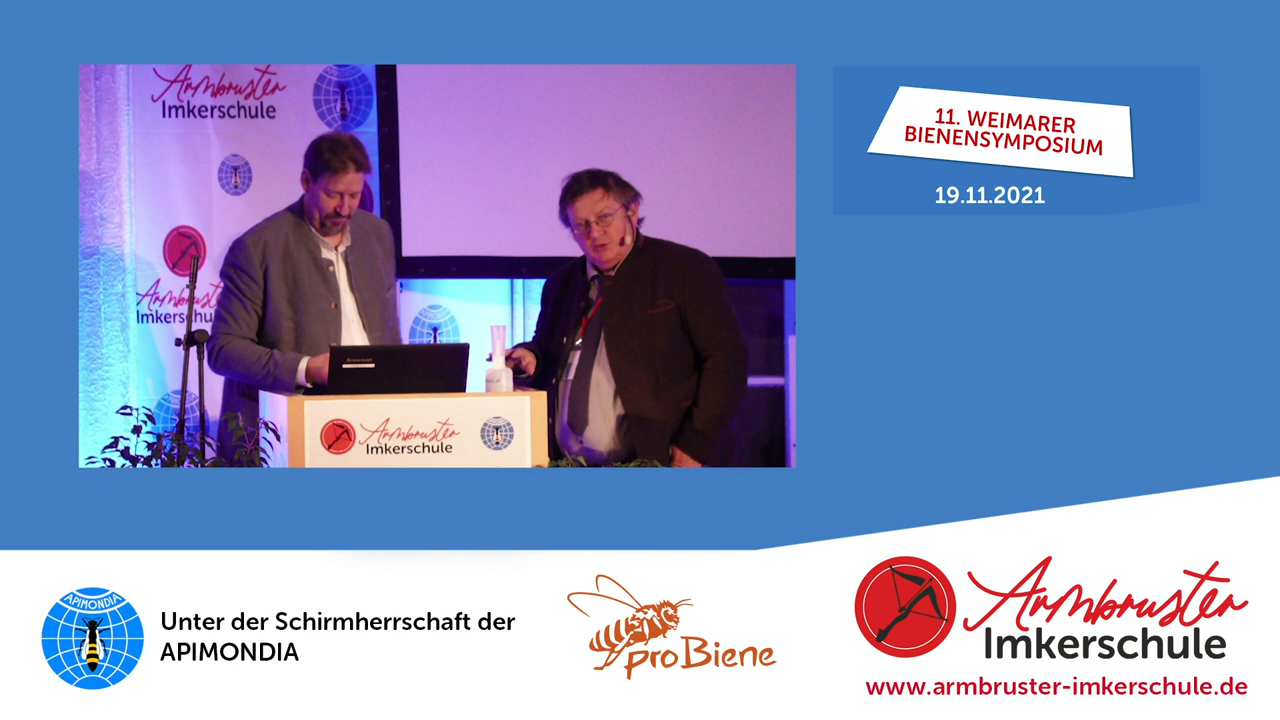 Armbruster
Imkerschule
Armbruster
Imkerschule
Armbruster
Imkerschule
11. WEIMARER
BIENENSYMPOSIUM
19.11.2021
APIMONDIA
Unter der Schirmherrschaft der
APIMONDIA
proBiene
Armbruster
Imkerschule
www.armbruster-imkerschule.de